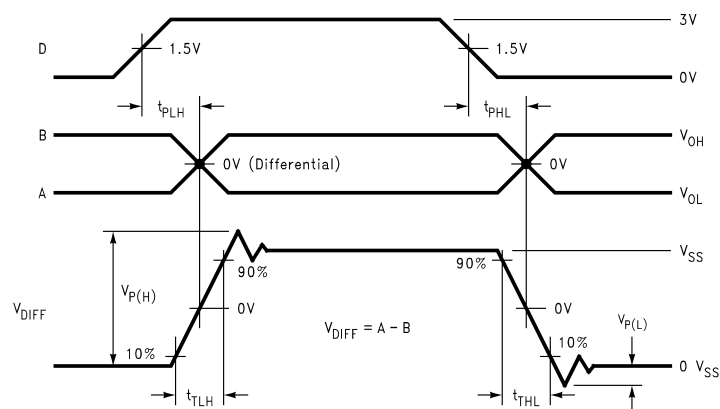 3V
D
1.5V
1.5V
0V
tPLH
tPHL
B
VOH
0V (Differential)
0V
A
VOL
VSS
90%
90%
VP(H)
0V
0V
VDIFF
VDIFF = A - B
VP(L)
10%
10%
0 VSS
tTLH
tTHL